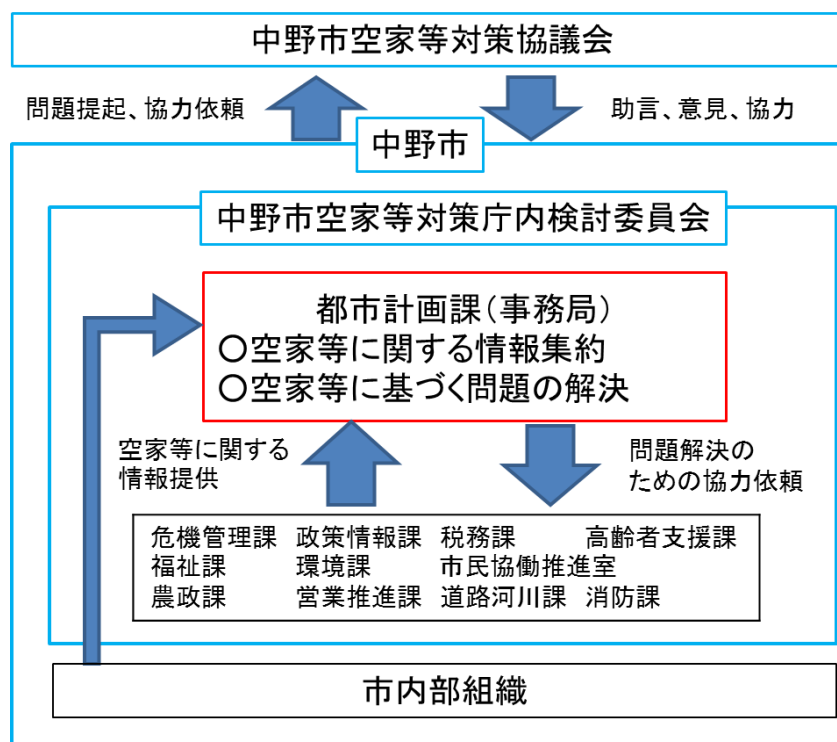 中野市空家等対策協議会
問題提起、協力依頼
助言、意見、協力
中野市
中野市空家等対策庁内検討委員会
都市計画課（事務局）
○空家等に関する情報集約
○空家等に基づく問題の解決
空家等に関する
情報提供
問題解決の
ための協力依頼
危機管理課 政策情報課 税務課 高齢者支援課
福祉課 環境課 市民協働推進室
農政課 営業推進課 道路河川課 消防課
市内部組織